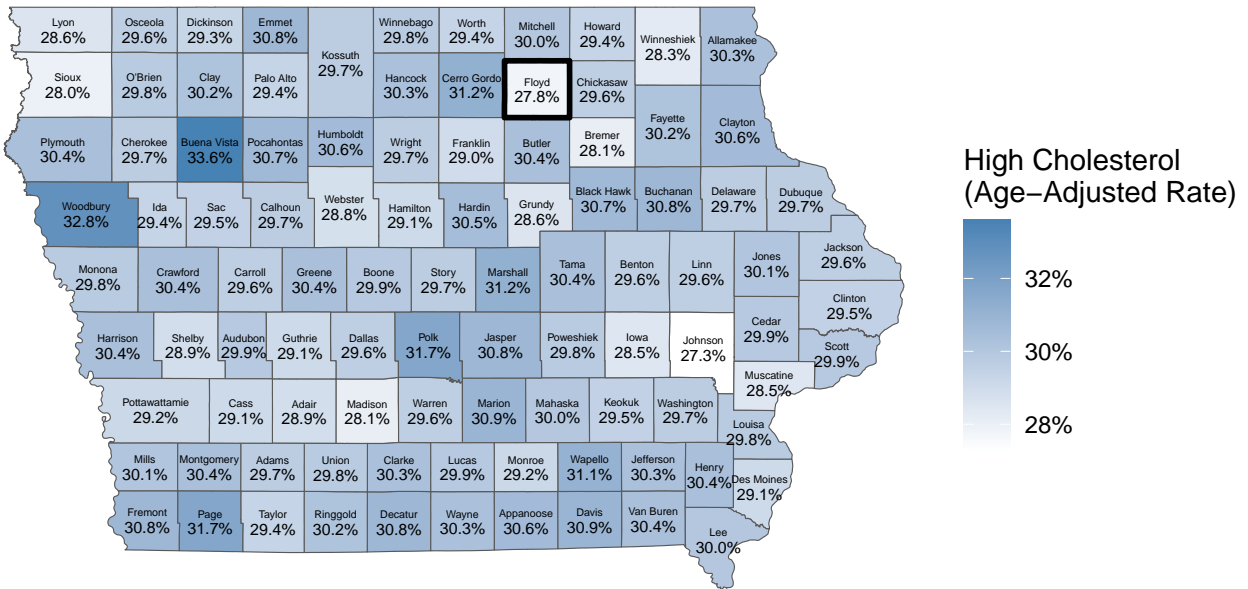 Lyon
28.6%
Osceola
29.6%
Dickinson
29.3%
Emmet
30.8%
Kossuth
29.7%
Winnebago
29.8%
Worth
29.4%
Mitchell
30.0%
Howard
29.4%
Winneshiek
28.3%
Allamakee
30.3%
Sioux
28.0%
O'Brien
29.8%
Clay
30.2%
Palo Alto
29.4%
Hancock
30.3%
Cerro Gordo
31.2%
Floyd
27.8%
Chickasaw
29.6%
Fayette
30.2%
Clayton
30.6%
Plymouth
30.4%
Cherokee
29.7%
Buena Vista
33.6%
Pocahontas
30.7%
Humboldt
30.6%
Wright
29.7%
Franklin
29.0%
Butler
30.4%
Bremer
28.1%
Woodbury
32.8%
Ida
29.4%
Sac
29.5%
Calhoun
29.7%
Webster
28.8%
Hamilton
29.1%
Hardin
30.5%
Grundy
28.6%
Black Hawk
30.7%
Buchanan
30.8%
Delaware
29.7%
Dubuque
29.7%
Monona
29.8%
Crawford
30.4%
Carroll
29.6%
Greene
30.4%
Boone
29.9%
Story
29.7%
Marshall
31.2%
Tama
30.4%
Benton
29.6%
Linn
29.6%
Jones
30.1%
Jackson
29.6%
Clinton
29.5%
Harrison
30.4%
Shelby
28.9%
Audubon
29.9%
Guthrie
29.1%
Dallas
29.6%
Polk
31.7%
Jasper
30.8%
Poweshiek
29.8%
Iowa
28.5%
Johnson
27.3%
Cedar
29.9%
Scott
29.9%
Muscatine
28.5%
Pottawattamie
29.2%
Cass
29.1%
Adair
28.9%
Madison
28.1%
Warren
29.6%
Marion
30.9%
Mahaska
30.0%
Keokuk
29.5%
Washington
29.7%
Louisa
29.8%
Mills
30.1%
Montgomery
30.4%
Adams
29.7%
Union
29.8%
Clarke
30.3%
Lucas
29.9%
Monroe
29.2%
Wapello
31.1%
Jefferson
30.3%
Henry
30.4%
Des Moines
29.1%
Fremont
30.8%
Page
31.7%
Taylor
29.4%
Ringgold
30.2%
Decatur
30.8%
Wayne
30.3%
Appanoose
30.6%
Davis
30.9%
Van Buren
30.4%
Lee
30.0%
High Cholesterol
(Age−Adjusted Rate)
32%
30%
28%